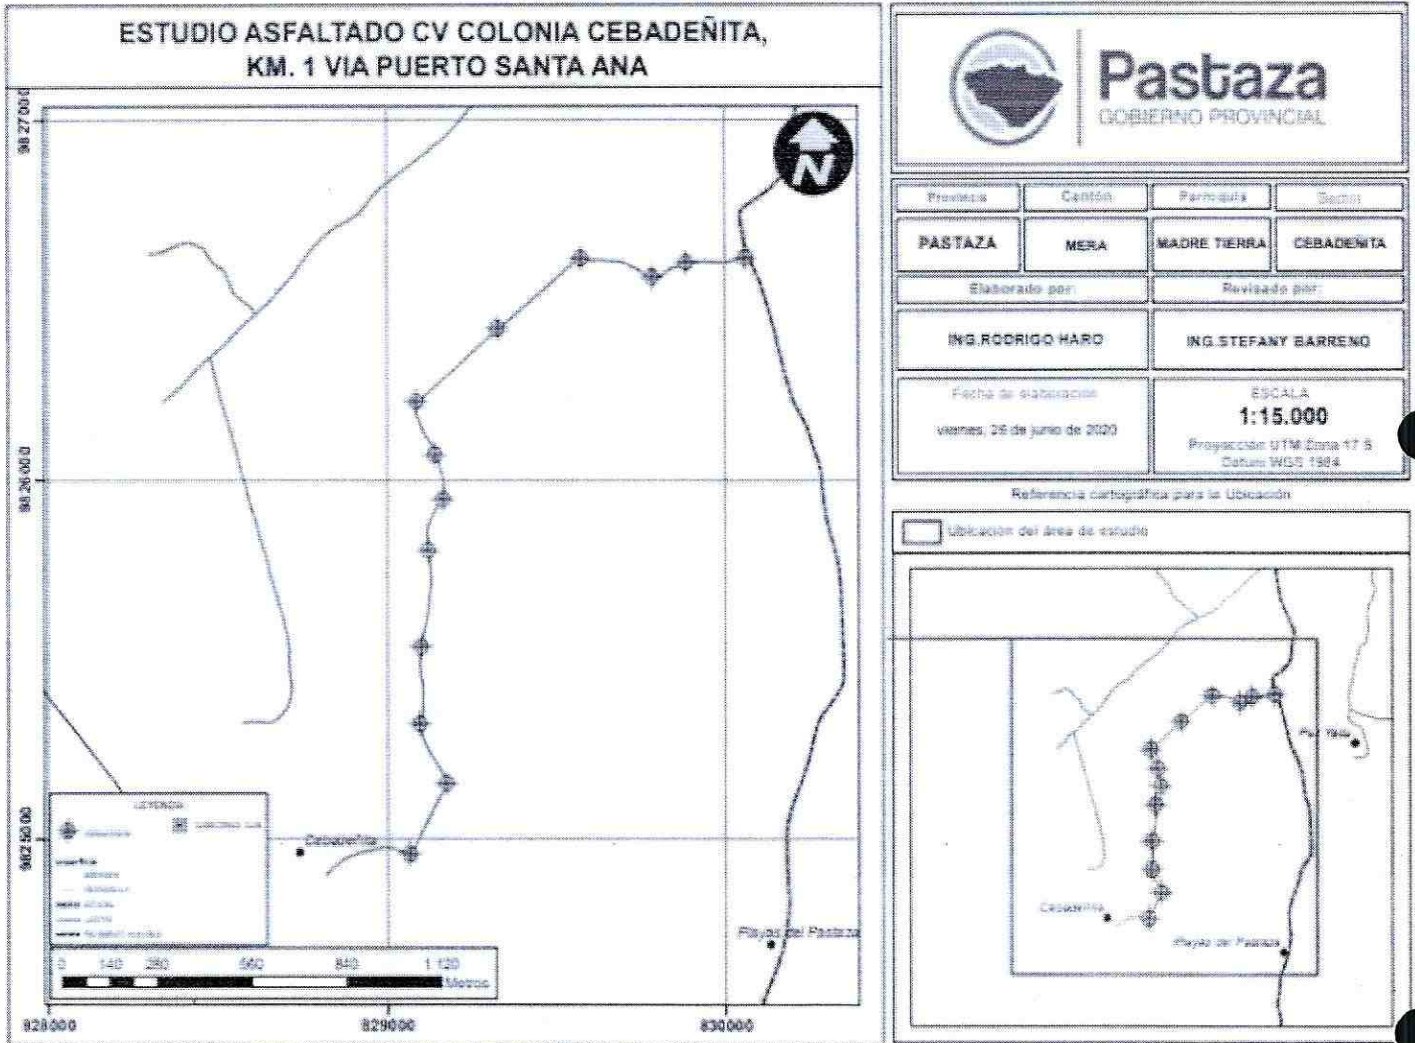 ESTUDIO ASFALTADO CV COLONIA CEBADEÑITA,
KM. 1 VIA PUERTO SANTA ANA
Pastaza
GOBIERNO PROVINCIAL
Provincia
Cantón
Parroquia
Sector
PASTAZA
MERA
MADRE TIERRA
CEBADEÑITA
Elaborado por:
Revisado por:
ING.RODRIGO HARO
ING.STEFANY BARRENO
Fecha de elaboración
viernes, 26 de junio de 2020
ESCALA
1:15.000
Proyección UTM Zona 17 S
Datum WGS 1984
Referencia cartográfica para la Ubicación
Ubicación del área de estudio
9827000
9826000
9825000
N
Cebadeñita
Playas del Pastaza
LEYENDA
0 140 280 560 840 1.120
Metros
828000
829000
830000
Cebadeñita
Playas del Pastaza